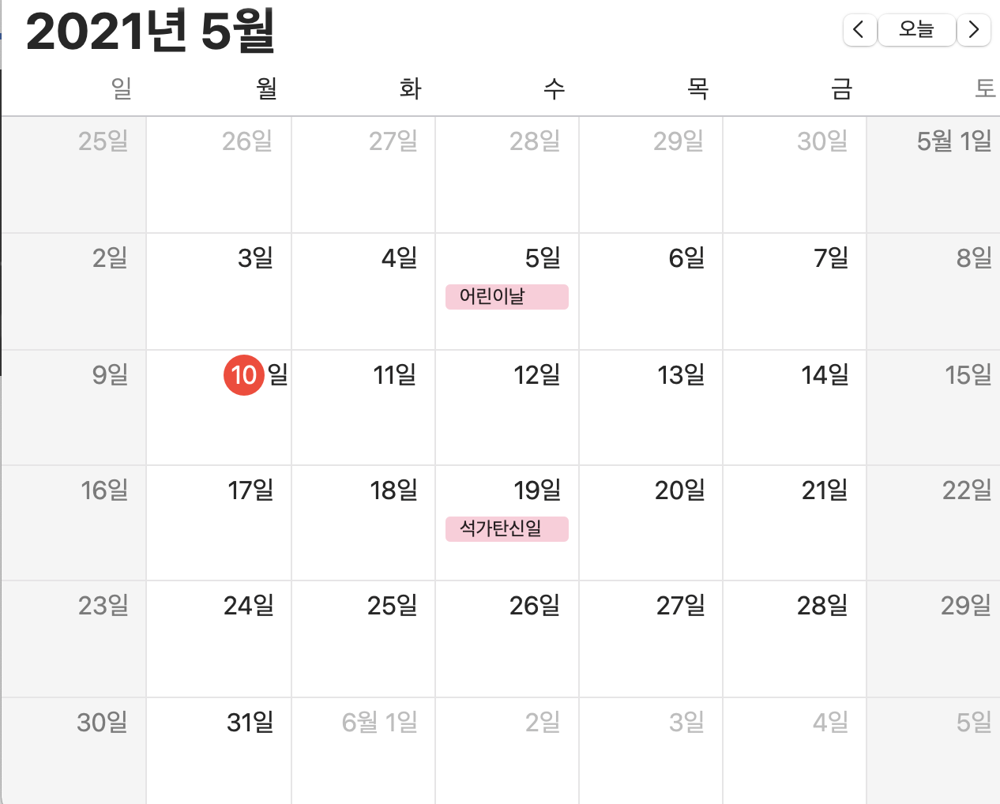 2021년 5월
오늘
일 월 화 수 목 금 토
25일 26일 27일 28일 29일 30일 5월 1일
2일 3일 4일 5일 6일 7일 8일
어린이날
9일 10일 11일 12일 13일 14일 15일
16일 17일 18일 19일 20일 21일 22일
석가탄신일
23일 24일 25일 26일 27일 28일 29일
30일 31일 6월 1일 2일 3일 4일 5일